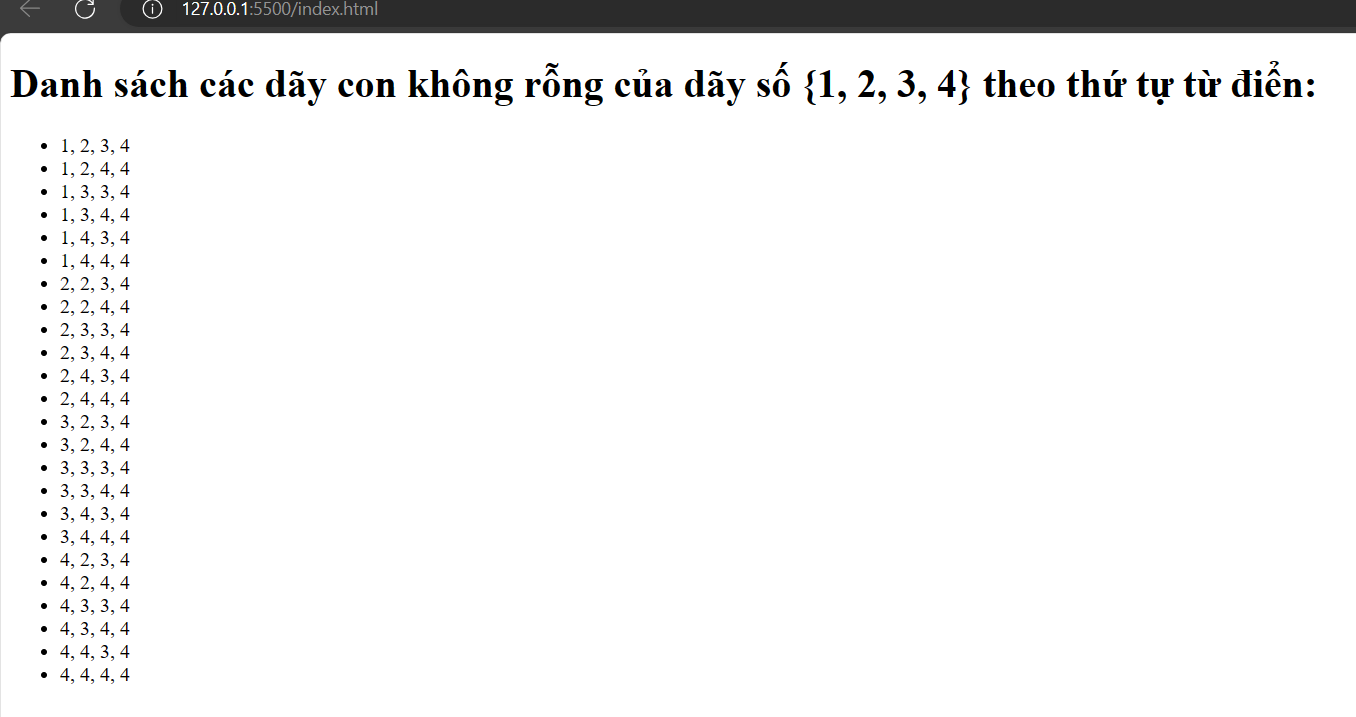 127.0.0.1:5500/index.html
Danh sách các dãy con không rỗng của dãy số {1, 2, 3, 4} theo thứ tự từ điển:
• 1, 2, 3, 4
• 1, 2, 4, 4
• 1, 3, 3, 4
• 1, 3, 4, 4
• 1, 4, 3, 4
• 1, 4, 4, 4
• 2, 2, 3, 4
• 2, 2, 4, 4
• 2, 3, 3, 4
• 2, 3, 4, 4
• 2, 4, 3, 4
• 2, 4, 4, 4
• 3, 2, 3, 4
• 3, 2, 4, 4
• 3, 3, 3, 4
• 3, 3, 4, 4
• 3, 4, 3, 4
• 3, 4, 4, 4
• 4, 2, 3, 4
• 4, 2, 4, 4
• 4, 3, 3, 4
• 4, 3, 4, 4
• 4, 4, 3, 4
• 4, 4, 4, 4